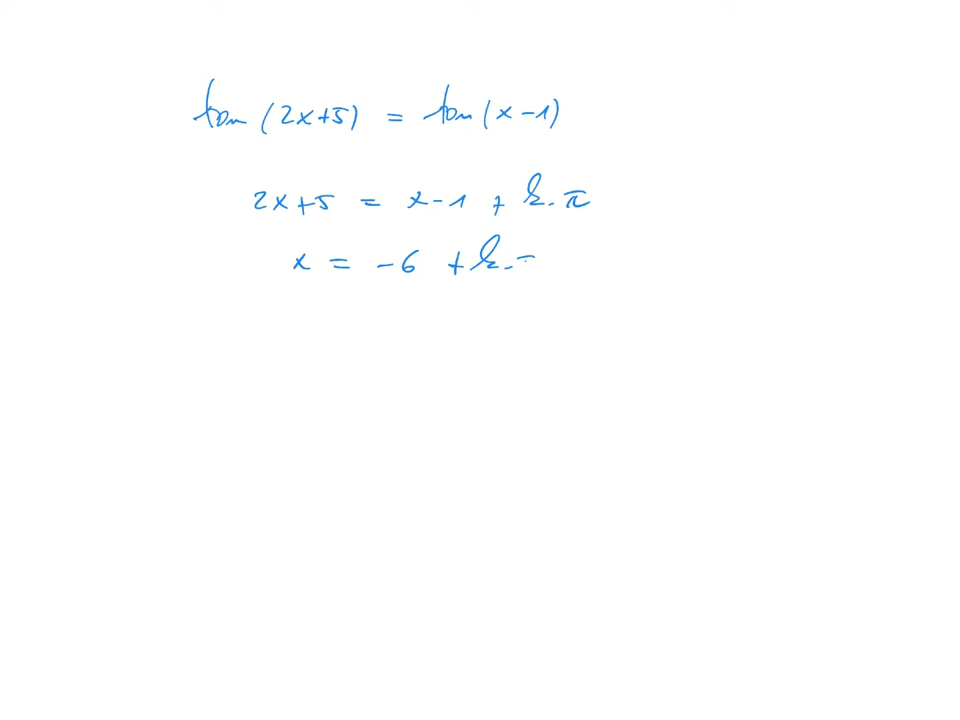 tan (2x+5) = tan (x-1)
2x+5 = x-1 + k.π
x = -6 + k.